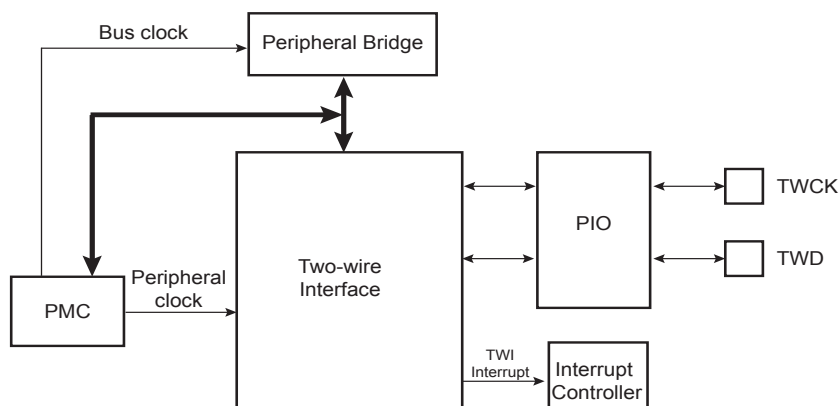 Bus clock
Peripheral Bridge
TWCK
PIO
TWD
Two-wire
Interface
Peripheral
clock
PMC
TWI
Interrupt
Interrupt
Controller